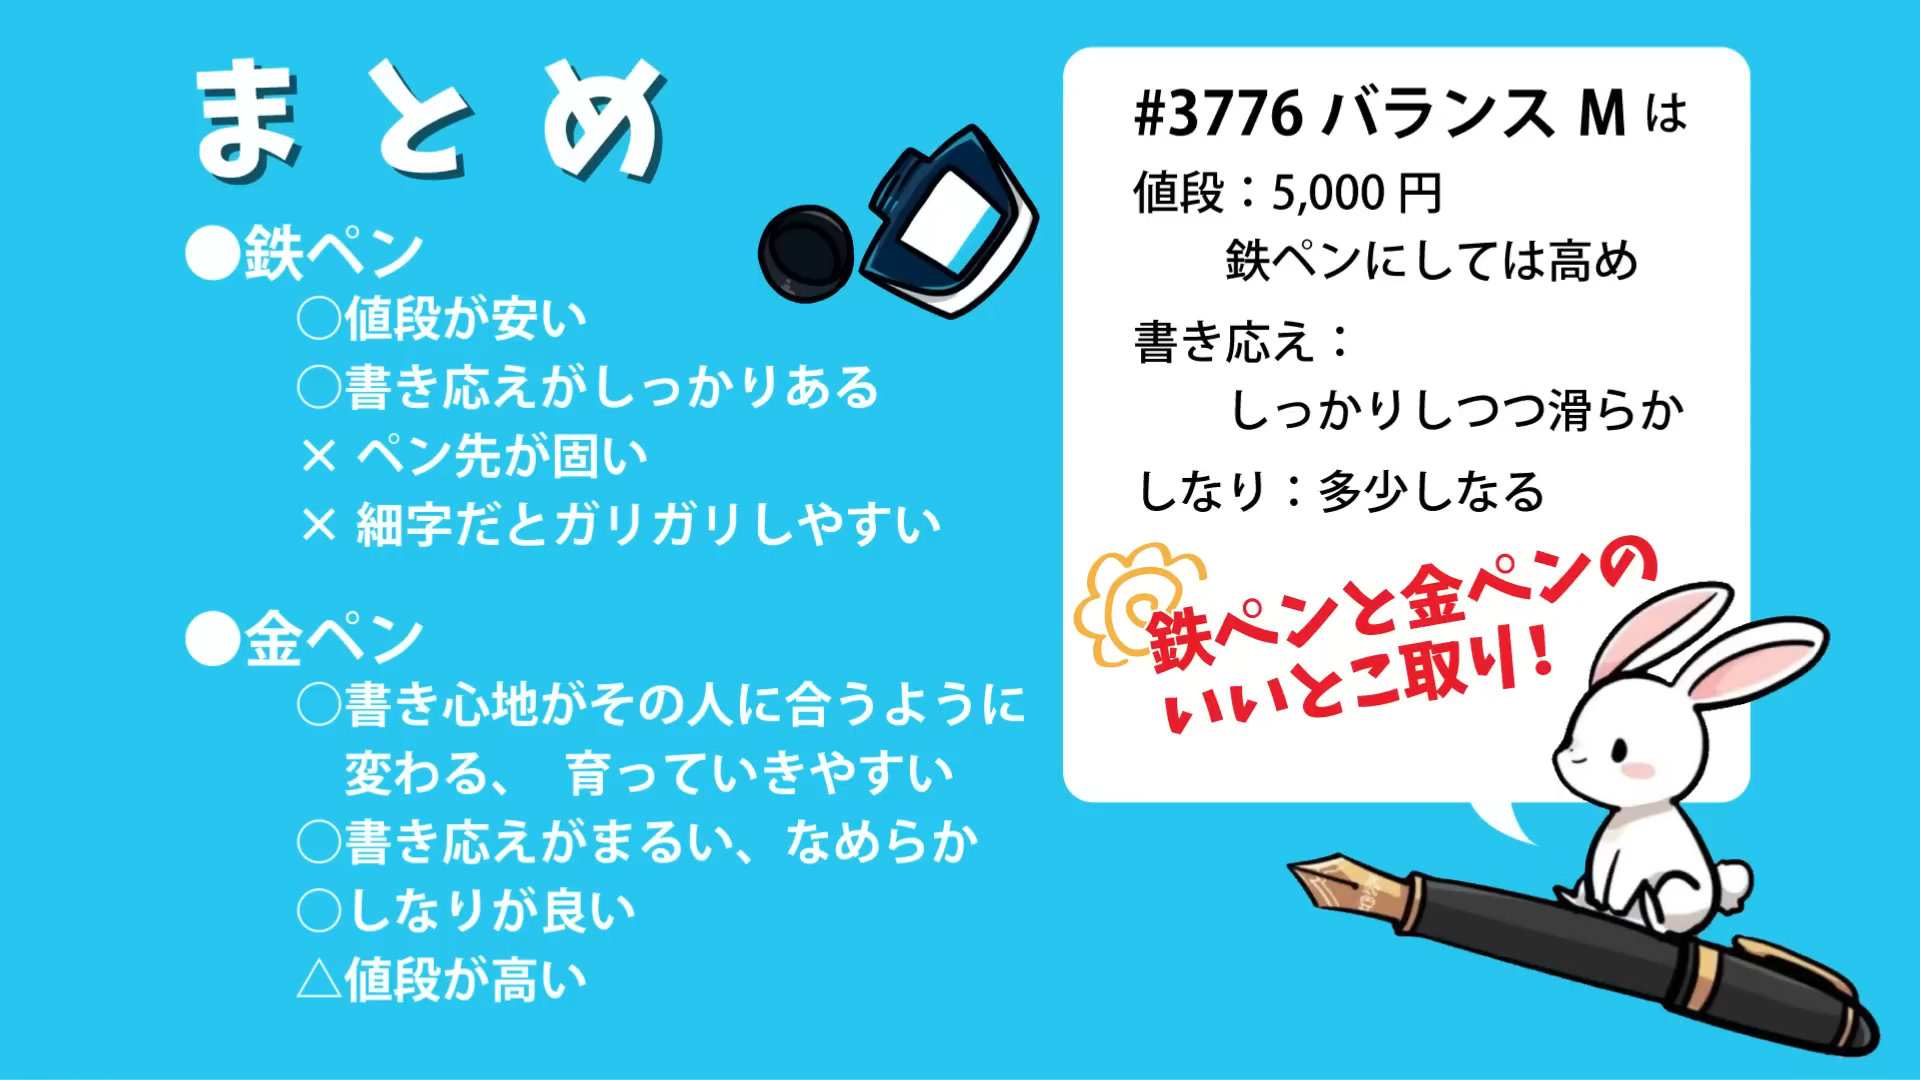 まとめ
●鉄ペン
○値段が安い
○書き応えがしっかりある
× ペン先が固い
× 細字だとガリガリしやすい
●金ペン
○書き心地がその人に合うように
変わる、 育っていきやすい
○書き応えがまるい、なめらか
○しなりが良い
△値段が高い
#3776 バランス M は
値段：5,000 円
鉄ペンにしては高め
書き応え：
しっかりしつつ滑らか
しなり：多少しなる
鉄ペンと金ペンの
いいとこ取り！